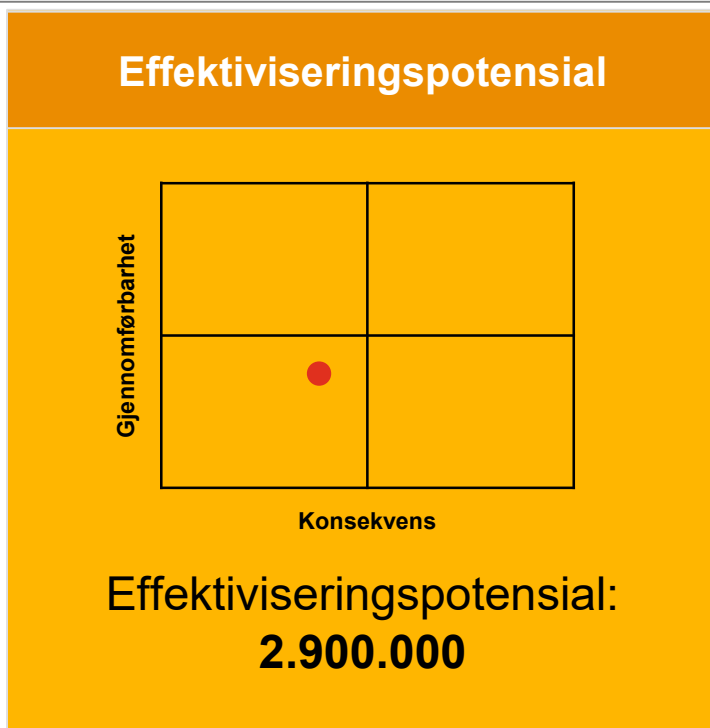 Effektiviseringspotensial
Gjennomførbarhet
Konsekvens
Effektiviseringspotensial:
2.900.000